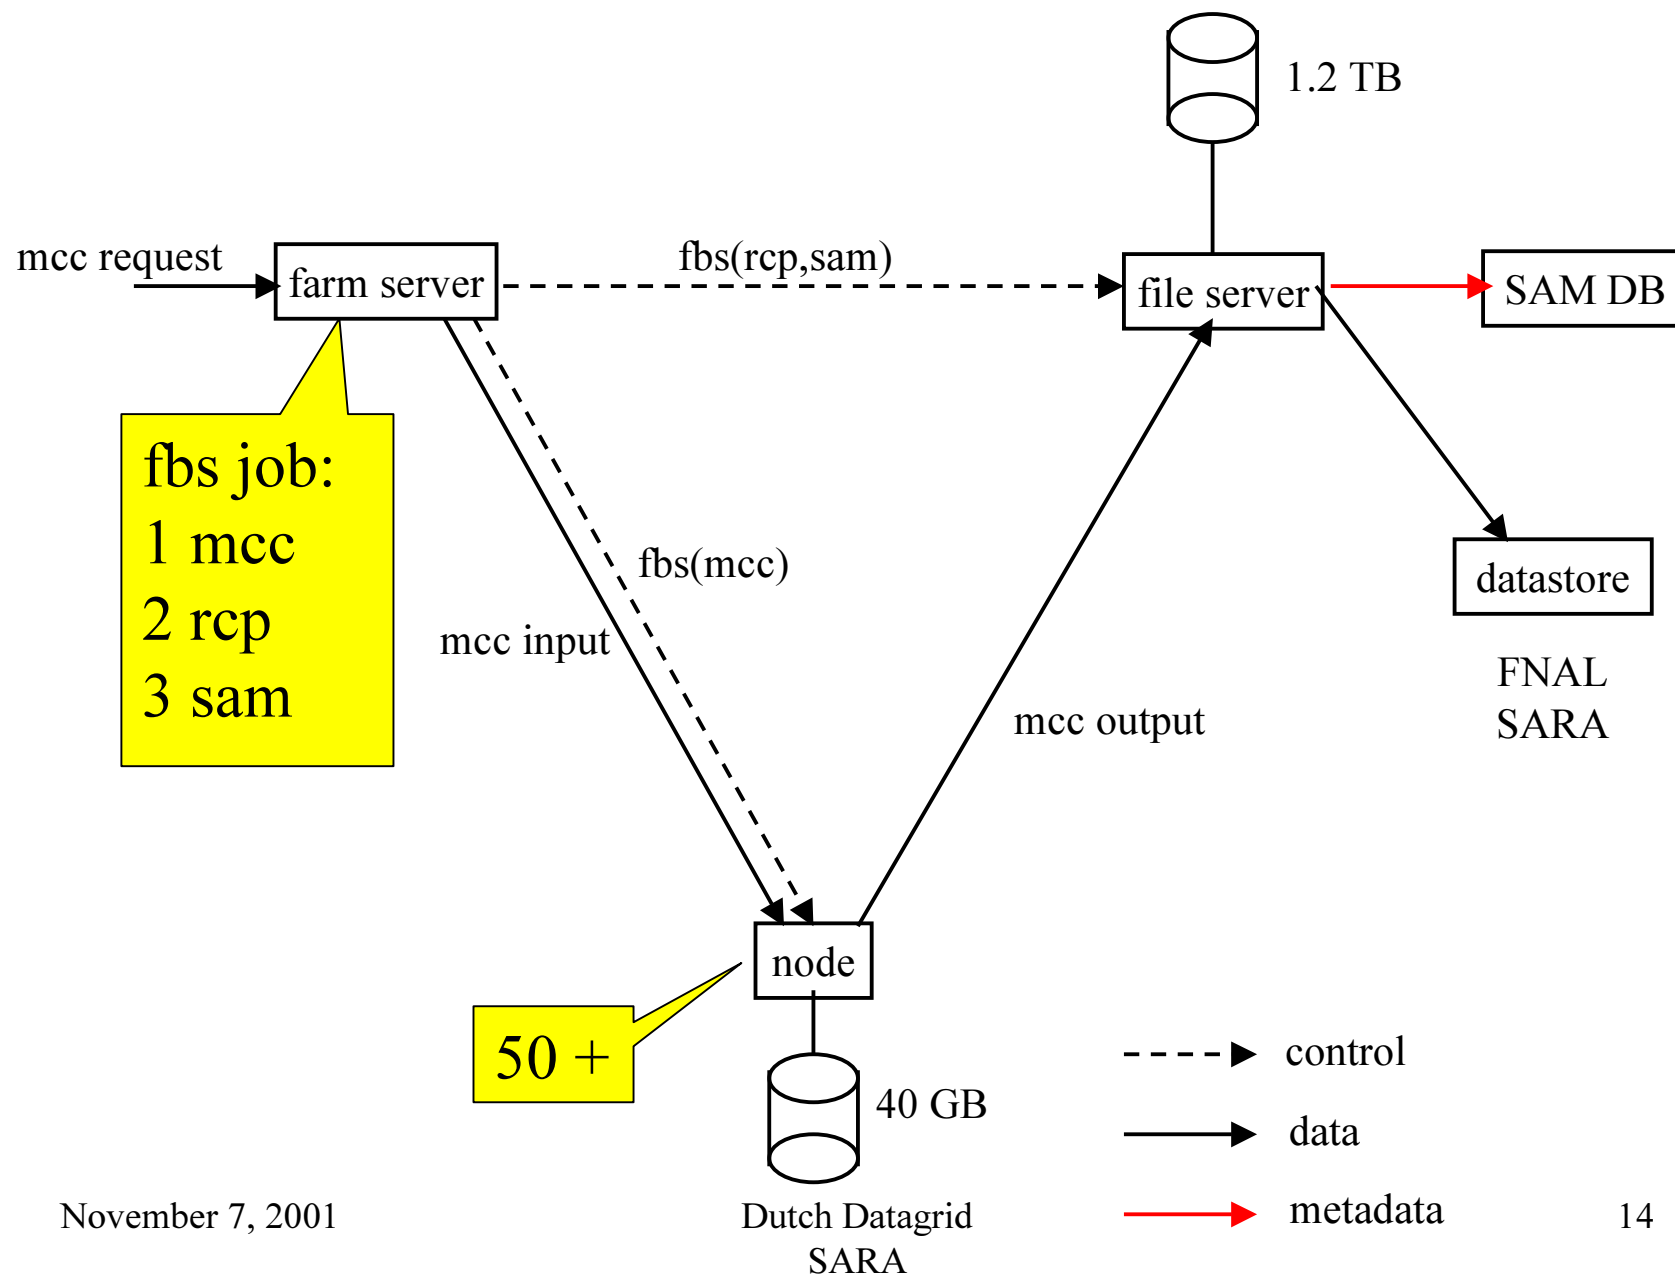 1.2 TB
mcc request
farm server
fbs(rcp,sam)
file server
SAM DB
fbs job:
1 mcc
2 rcp
3 sam
fbs(mcc)
mcc input
datastore
FNAL
SARA
mcc output
node
50 +
40 GB
control
data
metadata
November 7, 2001
Dutch Datagrid
SARA
14